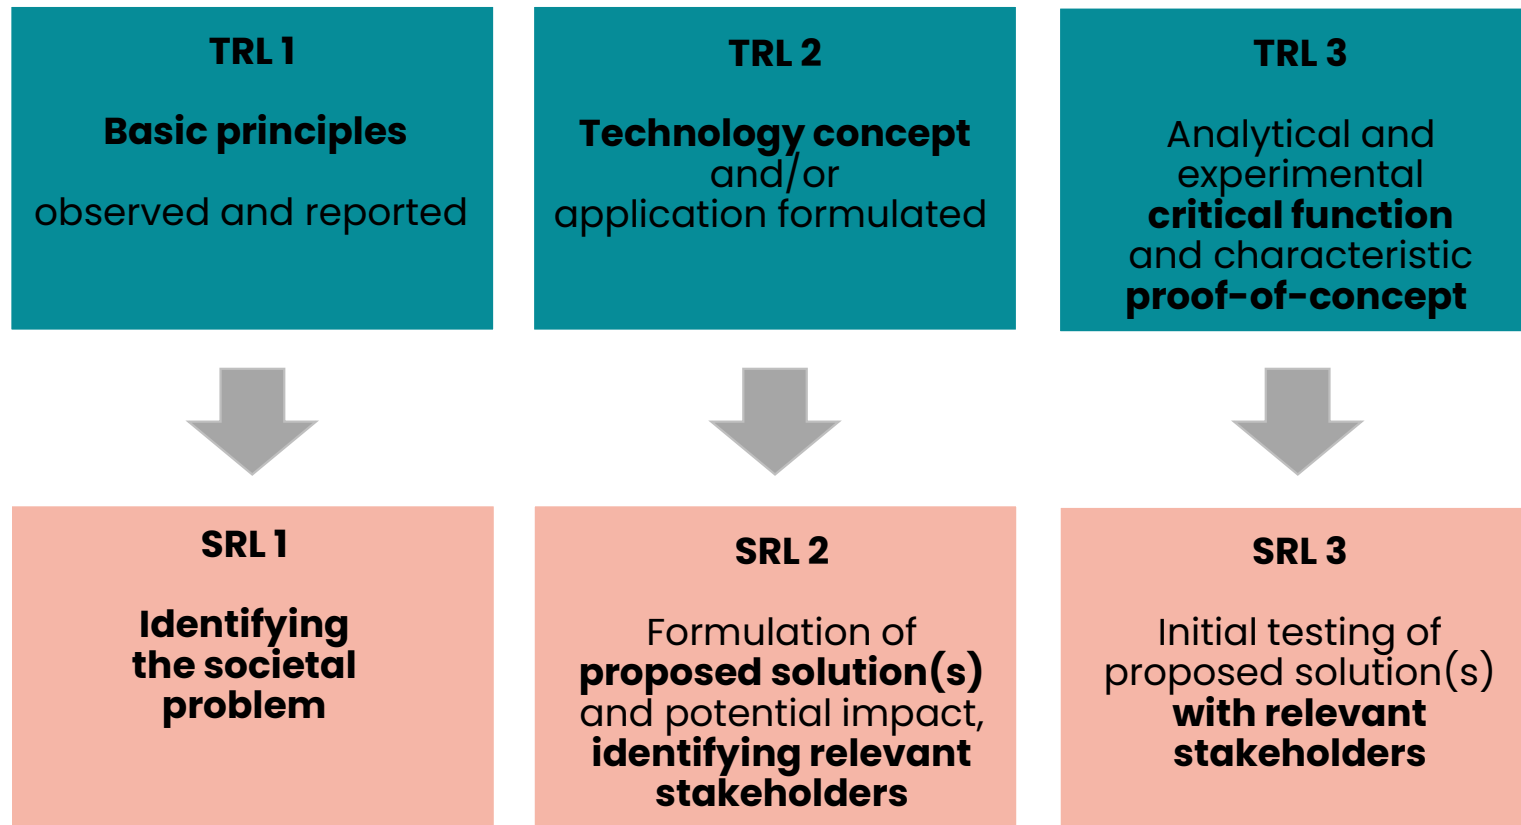 TRL 1
Basic principles
observed and reported
TRL 2
Technology concept
and/or
application formulated
TRL 3
Analytical and
experimental
critical function
and characteristic
proof-of-concept
SRL 1
Identifying
the societal
problem
SRL 2
Formulation of
proposed solution(s)
and potential impact,
identifying relevant
stakeholders
SRL 3
Initial testing of
proposed solution(s)
with relevant
stakeholders